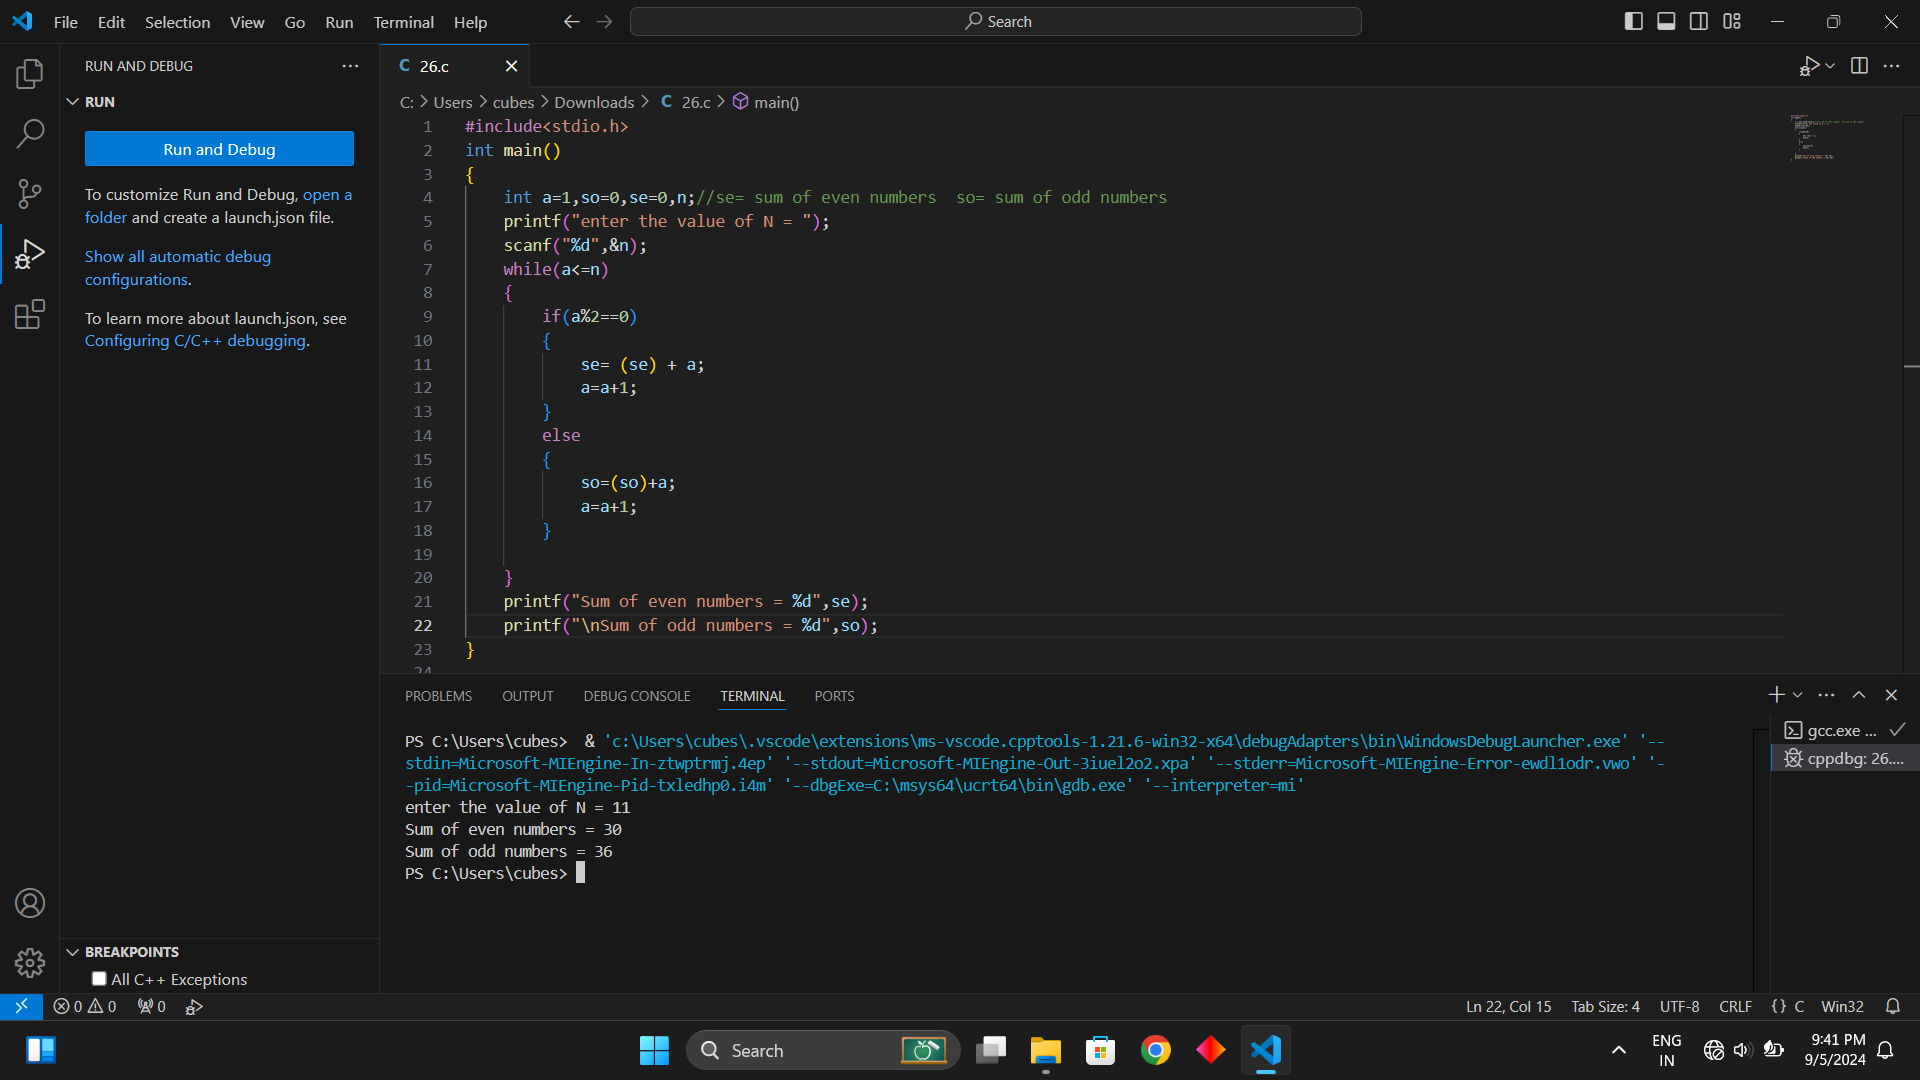 File Edit Selection View Go Run Terminal Help
Search
RUN AND DEBUG
RUN
Run and Debug
To customize Run and Debug, open a
folder and create a launch.json file.
Show all automatic debug
configurations.
To learn more about launch.json, see
Configuring C/C++ debugging.
BREAKPOINTS
All C++ Exceptions
C 26.c
C: > Users > cubes > Downloads > C 26.c > main()
1 #include<stdio.h>
2 int main()
3 {
4 int a=1,so=0,se=0,n;//se= sum of even numbers  so= sum of odd numbers
5 printf("enter the value of N = ");
6 scanf("%d",&n);
7 while(a<=n)
8 {
9 if(a%2==0)
10 {
11 se= (se) + a;
12 a=a+1;
13 }
14 else
15 {
16 so=(so)+a;
17 a=a+1;
18 }
19
20 }
21 printf("Sum of even numbers = %d",se);
22 printf("\nSum of odd numbers = %d",so);
23 }
24
PROBLEMS OUTPUT DEBUG CONSOLE TERMINAL PORTS
PS C:\Users\cubes>  & 'c:\Users\cubes\.vscode\extensions\ms-vscode.cpptools-1.21.6-win32-x64\debugAdapters\bin\WindowsDebugLauncher.exe' '--
stdin=Microsoft-MIEngine-In-ztwptrmj.4ep' '--stdout=Microsoft-MIEngine-Out-3iuel2o2.xpa' '--stderr=Microsoft-MIEngine-Error-ewdl1odr.vwo' '-
-pid=Microsoft-MIEngine-Pid-txledhp0.i4m' '--dbgExe=C:\msys64\ucrt64\bin\gdb.exe' '--interpreter=mi'
enter the value of N = 11
Sum of even numbers = 30
Sum of odd numbers = 36
PS C:\Users\cubes>
gcc.exe ...
cppdbg: 26....
0 0 0
Ln 22, Col 15 Tab Size: 4 UTF-8 CRLF {} C Win32
Search
ENG
IN
9:41 PM
9/5/2024